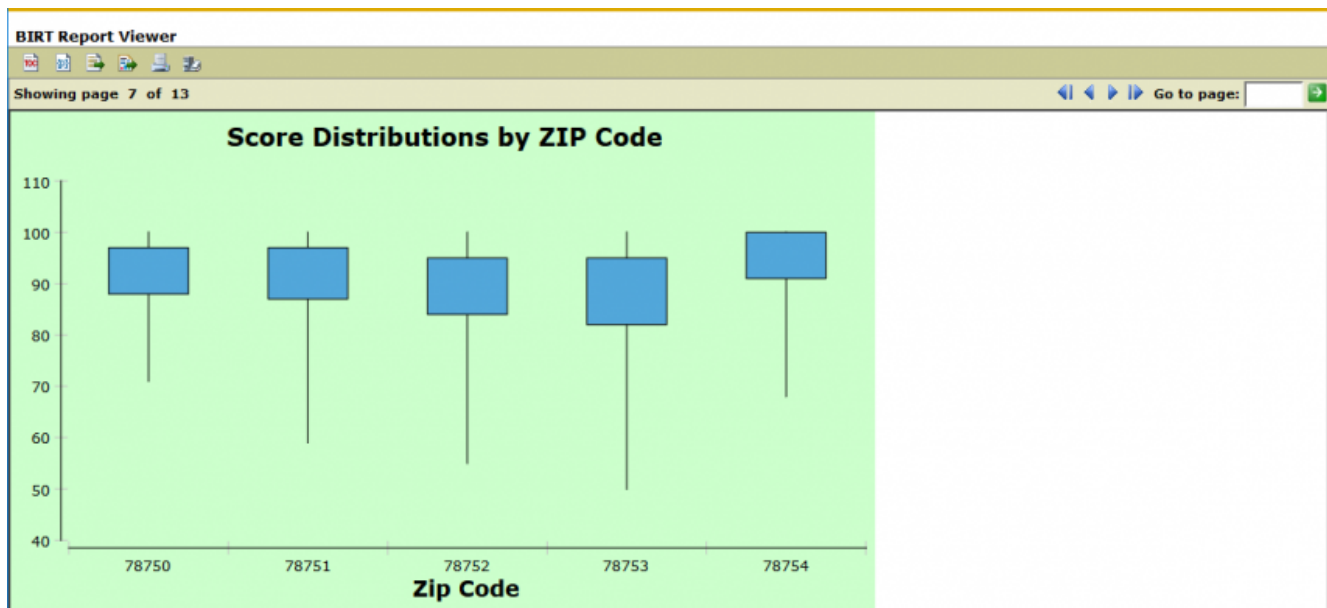 BIRT Report Viewer
Showing page 7 of 13
Go to page:
Score Distributions by ZIP Code
110
100
90
80
70
60
50
40
78750 78751 78752 78753 78754
Zip Code